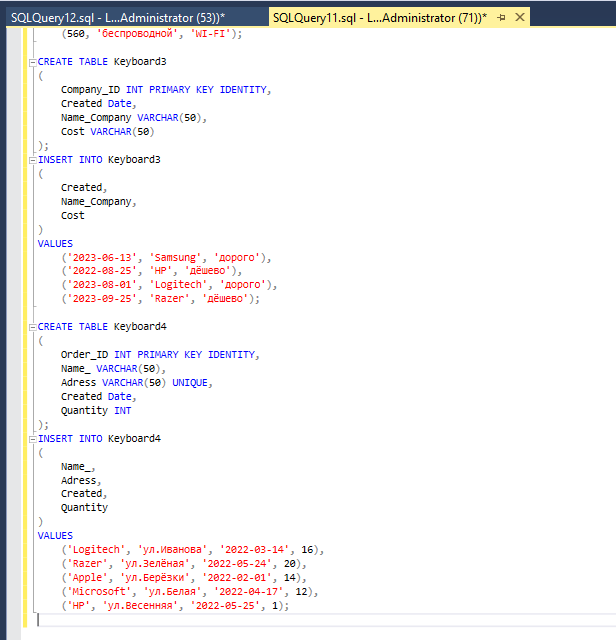 SQLQuery12.sql - L...Administrator (53))* SQLQuery11.sql - L...Administrator (71))*
(560, 'беспроводной', 'WI-FI');
CREATE TABLE Keyboard3
(
Company_ID INT PRIMARY KEY IDENTITY,
Created Date,
Name_Company VARCHAR(50),
Cost VARCHAR(50)
);
INSERT INTO Keyboard3
(
Created,
Name_Company,
Cost
)
VALUES
('2023-06-13', 'Samsung', 'дорого'),
('2022-08-25', 'HP', 'дёшево'),
('2023-08-01', 'Logitech', 'дорого'),
('2023-09-25', 'Razer', 'дёшево');
CREATE TABLE Keyboard4
(
Order_ID INT PRIMARY KEY IDENTITY,
Name_ VARCHAR(50),
Adress VARCHAR(50) UNIQUE,
Created Date,
Quantity INT
);
INSERT INTO Keyboard4
(
Name_,
Adress,
Created,
Quantity
)
VALUES
('Logitech', 'ул.Иванова', '2022-03-14', 16),
('Razer', 'ул.Зелёная', '2022-05-24', 20),
('Apple', 'ул.Берёзки', '2022-02-01', 14),
('Microsoft', 'ул.Белая', '2022-04-17', 12),
('HP', 'ул.Весенняя', '2022-05-25', 1);